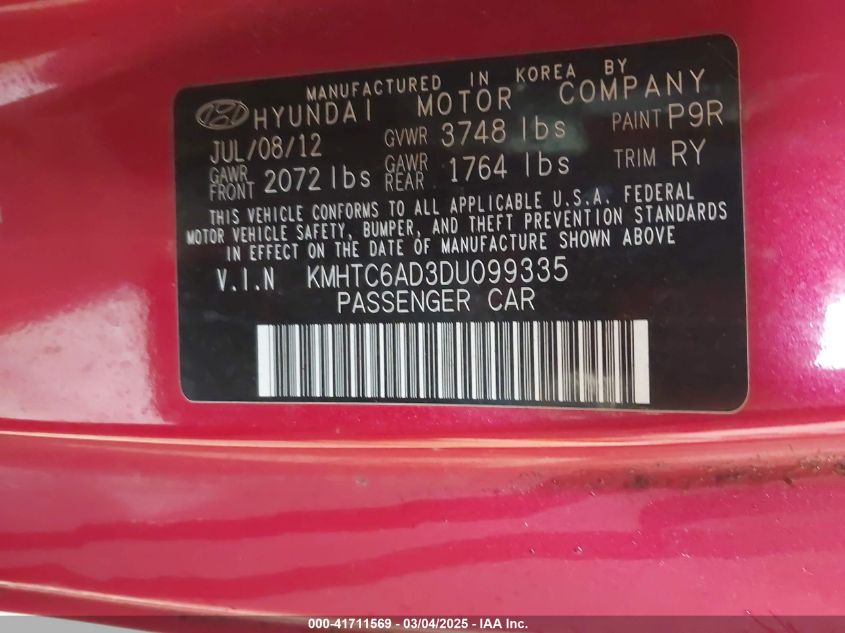 MANUFACTURED IN KOREA BY
HYUNDAI MOTOR COMPANY
JUL/08/12 GVWR 3748 lbs PAINT P9R
GAWR FRONT 2072 lbs GAWR REAR 1764 lbs TRIM RY
THIS VEHICLE CONFORMS TO ALL APPLICABLE U.S.A. FEDERAL
MOTOR VEHICLE SAFETY, BUMPER, AND THEFT PREVENTION STANDARDS
IN EFFECT ON THE DATE OF MANUFACTURE SHOWN ABOVE
V.I.N KMHTC6AD3DU099335
PASSENGER CAR
000-41711569 — 03/04/2025 — IAA Inc.